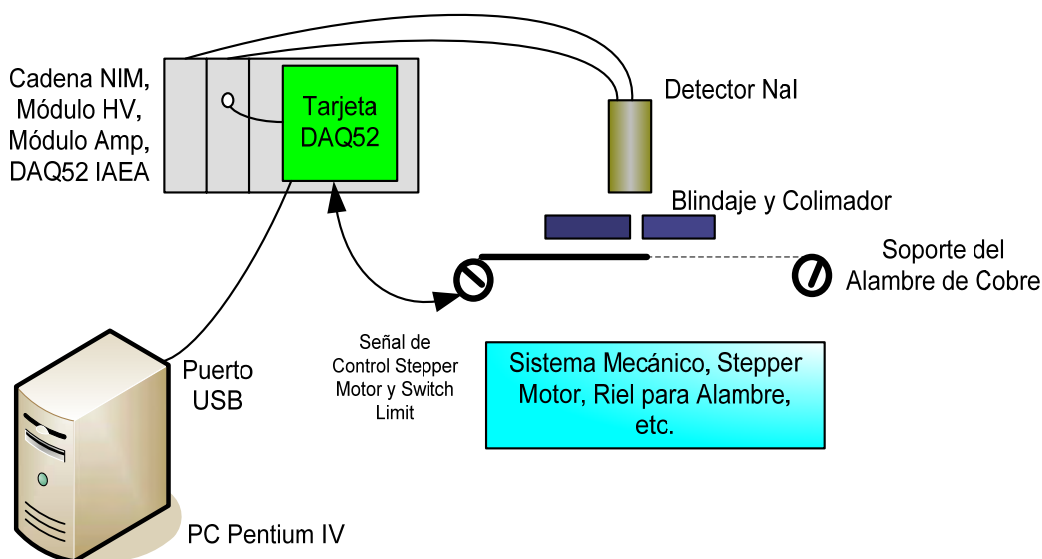 Cadena NIM,
Módulo HV,
Módulo Amp,
DAQ52 IAEA
Tarjeta
DAQ52
Detector NaI
Blindaje y Colimador
Soporte del
Alambre de Cobre
Señal de
Control Stepper
Motor y Switch
Limit
Sistema Mecánico, Stepper
Motor, Riel para Alambre,
etc.
Puerto
USB
PC Pentium IV